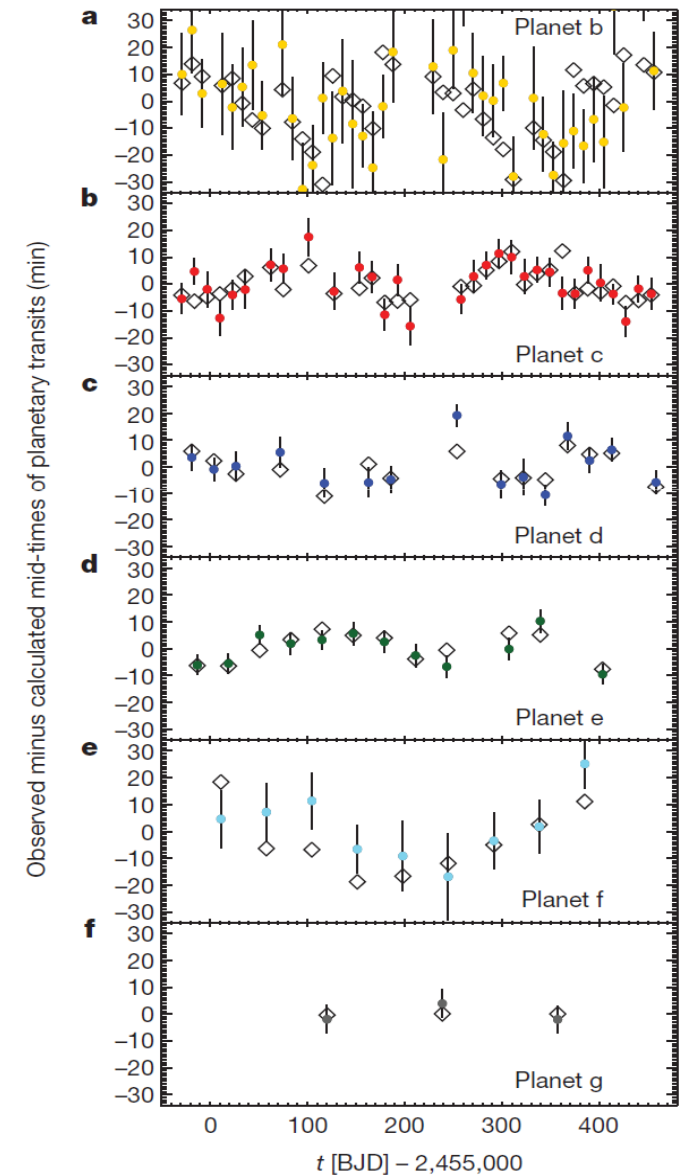 a
30
20
10
0
−10
−20
−30
Planet b
b
30
20
10
0
−10
−20
−30
Planet c
c
30
20
10
0
−10
−20
−30
Planet d
d
30
20
10
0
−10
−20
−30
Planet e
e
30
20
10
0
−10
−20
−30
Planet f
f
30
20
10
0
−10
−20
−30
Planet g
0 100 200 300 400
t [BJD] – 2,455,000
Observed minus calculated mid-times of planetary transits (min)